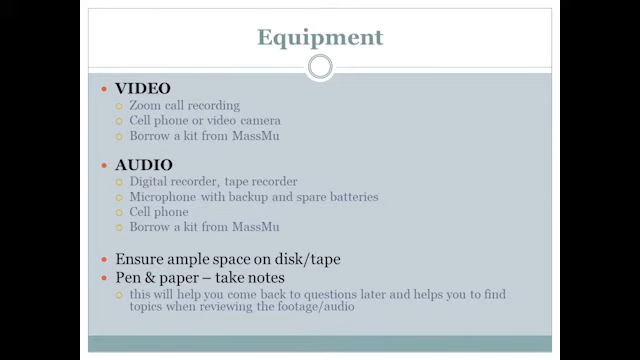 Equipment
VIDEO
Zoom call recording
Cell phone or video camera
Borrow a kit from MassMu
AUDIO
Digital recorder, tape recorder
Microphone with backup and spare batteries
Cell phone
Borrow a kit from MassMu
Ensure ample space on disk/tape
Pen & paper – take notes
this will help you come back to questions later and helps you to find
topics when reviewing the footage/audio